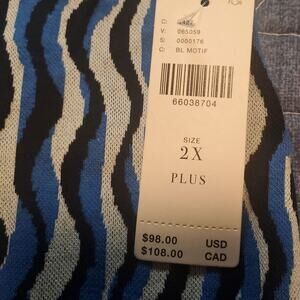 V: 065059
S: 0000176
C: BL MOTIF
66038704
SIZE
2X
PLUS
$98.00 USD
$108.00 CAD